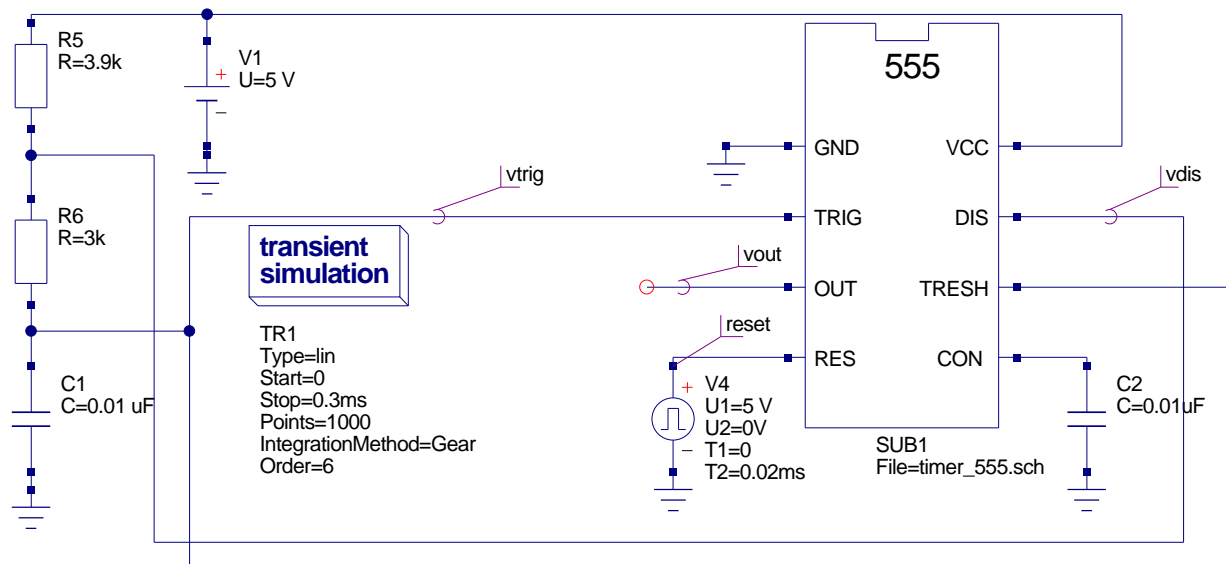 R5
R=3.9k
V1
U=5 V
+
−
555
GND
VCC
vtrig
vdis
R6
R=3k
TRIG
DIS
transient
simulation
vout
OUT
TRESH
TR1
Type=lin
Start=0
Stop=0.3ms
Points=1000
IntegrationMethod=Gear
Order=6
reset
RES
CON
C1
C=0.01 uF
+
−
V4
U1=5 V
U2=0V
T1=0
T2=0.02ms
C2
C=0.01uF
SUB1
File=timer_555.sch